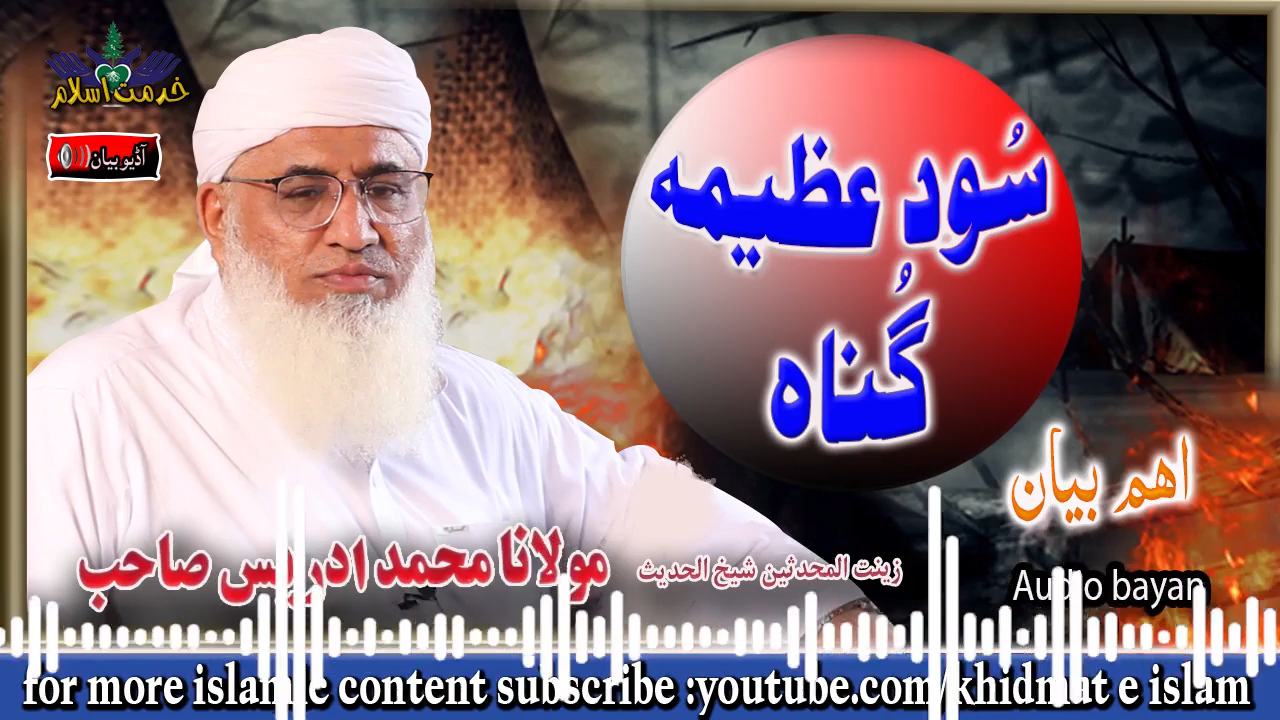 خدمت اسلام
آڈیو بیان
سُود عظیمہ
گُناہ
اهم بیان
زینت المحدثین شیخ الحدیث
مولانا محمد ادریس صاحب
Audio bayan
for more islamic content subscribe :youtube.com/khidmat e islam